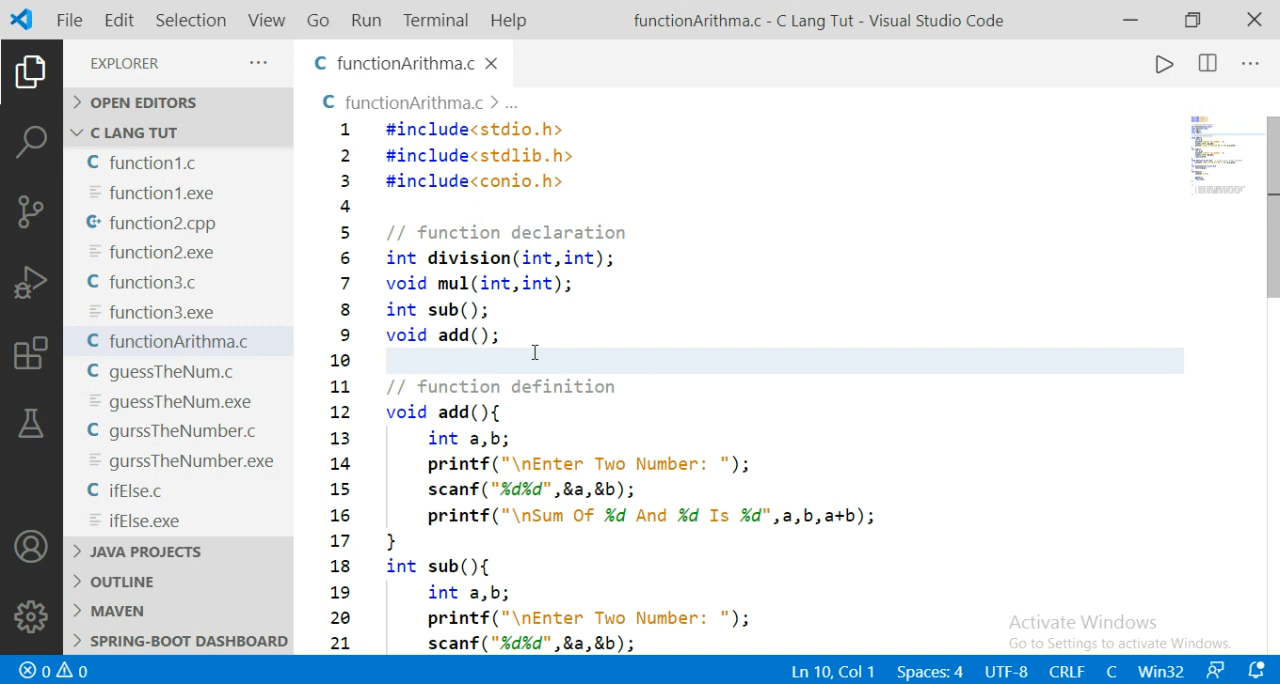 File Edit Selection View Go Run Terminal Help functionArithma.c - C Lang Tut - Visual Studio Code
EXPLORER ...
OPEN EDITORS
C LANG TUT
C function1.c
function1.exe
function2.cpp
function2.exe
C function3.c
function3.exe
C functionArithma.c
C guessTheNum.c
guessTheNum.exe
C gurssTheNumber.c
gurssTheNumber.exe
C ifElse.c
ifElse.exe
JAVA PROJECTS
OUTLINE
MAVEN
SPRING-BOOT DASHBOARD
C functionArithma.c
C functionArithma.c > ...
1 #include<stdio.h>
2 #include<stdlib.h>
3 #include<conio.h>
4
5 // function declaration
6 int division(int,int);
7 void mul(int,int);
8 int sub();
9 void add();
10
11 // function definition
12 void add(){
13 int a,b;
14 printf("\nEnter Two Number: ");
15 scanf("%d%d",&a,&b);
16 printf("\nSum Of %d And %d Is %d",a,b,a+b);
17 }
18 int sub(){
19 int a,b;
20 printf("\nEnter Two Number: ");
21 scanf("%d%d",&a,&b);
Activate Windows
Go to Settings to activate Windows.
0 0 Ln 10, Col 1 Spaces: 4 UTF-8 CRLF C Win32